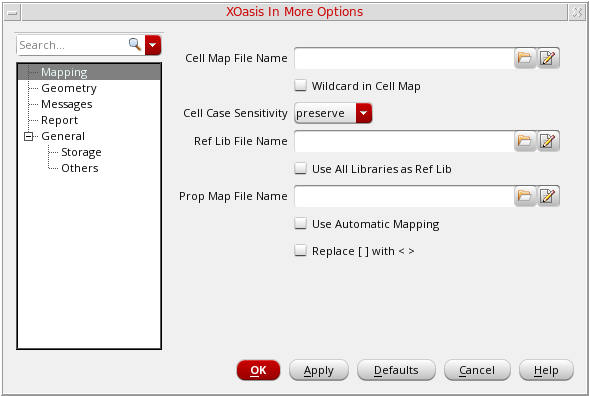 XOasis In More Options
Search...
Mapping
Geometry
Messages
Report
General
Storage
Others
Cell Map File Name
Wildcard in Cell Map
Cell Case Sensitivity preserve
Ref Lib File Name
Use All Libraries as Ref Lib
Prop Map File Name
Use Automatic Mapping
Replace [ ] with < >
OK Apply Defaults Cancel Help